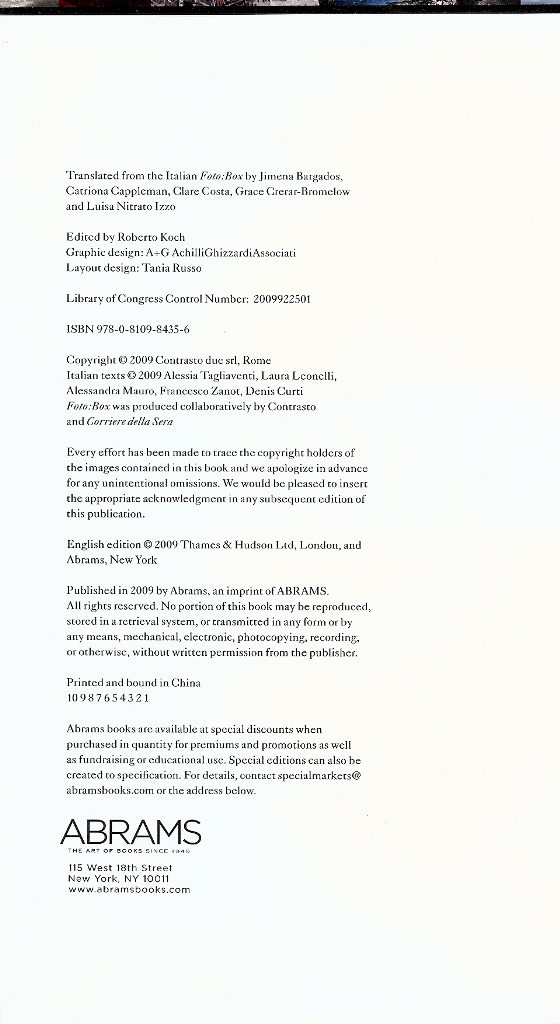 Translated from the Italian Foto:Box by Jimena Bargados,
Catriona Cappleman, Clare Costa, Grace Crerar-Bromelow
and Luisa Nitrato Izzo
Edited by Roberto Koch
Graphic design: A+G AchilliGhizzardiAssociati
Layout design: Tania Russo
Library of Congress Control Number: 2009922501
ISBN 978-0-8109-8435-6
Copyright © 2009 Contrasto due srl, Rome
Italian texts © 2009 Alessia Tagliaventi, Laura Leonelli,
Alessandra Mauro, Francesco Zanot, Denis Curti
Foto:Box was produced collaboratively by Contrasto
and Corriere della Sera
Every effort has been made to trace the copyright holders of
the images contained in this book and we apologize in advance
for any unintentional omissions. We would be pleased to insert
the appropriate acknowledgment in any subsequent edition of
this publication.
English edition © 2009 Thames & Hudson Ltd, London, and
Abrams, New York
Published in 2009 by Abrams, an imprint of ABRAMS.
All rights reserved. No portion of this book may be reproduced,
stored in a retrieval system, or transmitted in any form or by
any means, mechanical, electronic, photocopying, recording,
or otherwise, without written permission from the publisher.
Printed and bound in China
10 9 8 7 6 5 4 3 2 1
Abrams books are available at special discounts when
purchased in quantity for premiums and promotions as well
as fundraising or educational use. Special editions can also be
created to specification. For details, contact specialmarkets@
abramsbooks.com or the address below.
ABRAMS
THE ART OF BOOKS SINCE 1949
115 West 18th Street
New York, NY 10011
www.abramsbooks.com